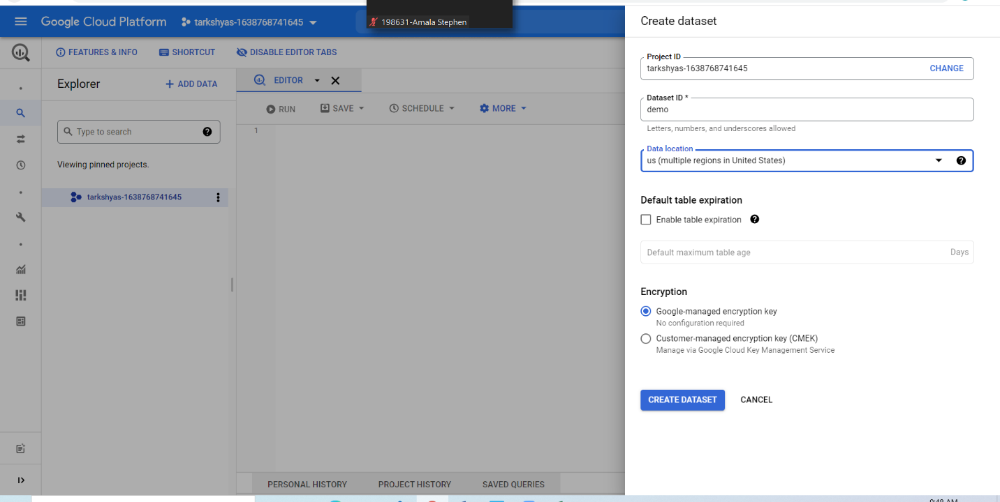 Google Cloud Platform
tarkshyas-1638768741645
198631-Amala Stephen
FEATURES & INFO
SHORTCUT
DISABLE EDITOR TABS
Explorer
+ ADD DATA
EDITOR
RUN
SAVE
SCHEDULE
MORE
Type to search
1
Viewing pinned projects.
tarkshyas-1638768741645
PERSONAL HISTORY
PROJECT HISTORY
SAVED QUERIES
Create dataset
Project ID
tarkshyas-1638768741645
CHANGE
Dataset ID *
demo
Letters, numbers, and underscores allowed
Data location
us (multiple regions in United States)
Default table expiration
Enable table expiration
Default maximum table age
Days
Encryption
Google-managed encryption key
No configuration required
Customer-managed encryption key (CMEK)
Manage via Google Cloud Key Management Service
CREATE DATASET
CANCEL
9:48 AM